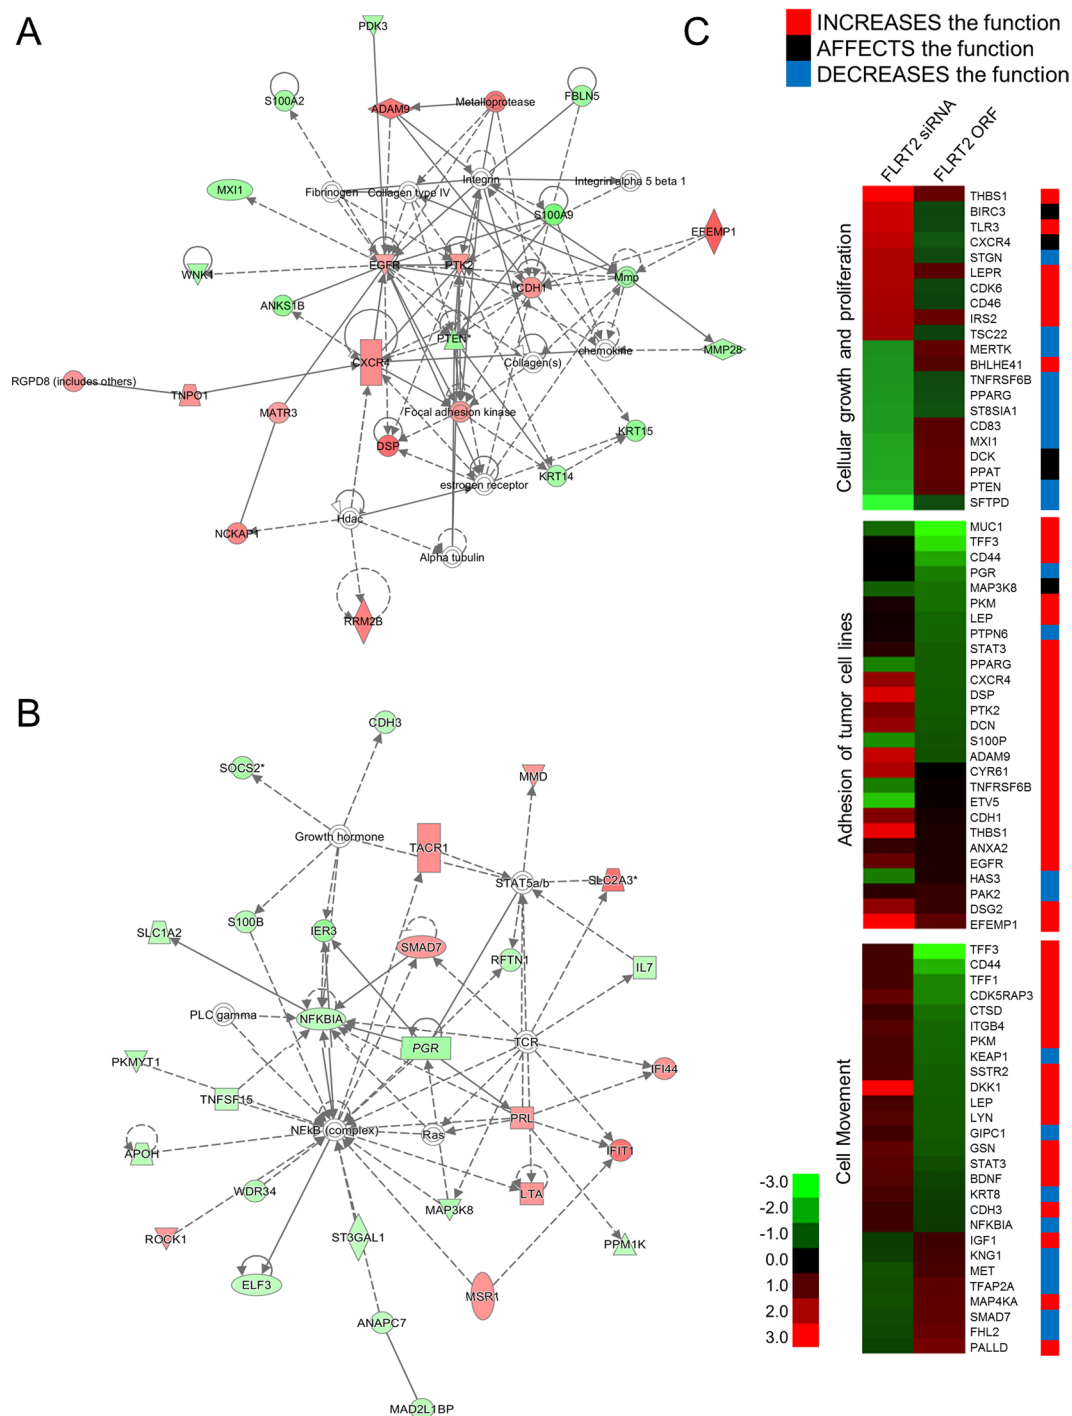 A
PDK3
S100A2
ADAM9
Metalloprotease
FBLN5
MXI1
Fibrinogen
Collagen type IV
Integrin
Integrin alpha 5 beta 1
S100A9
EFEMP1
WNK1
EGFR
PTK2
CDH1
Mmp
ANKS1B
PTEN*
CXCR4
Collagen(s)
chemokine
MMP28
RGPD8 (includes others)
TNPO1
MATR3
Focal adhesion kinase
DSP
KRT15
KRT14
estrogen receptor
Hdac
NCKAP1
Alpha tubulin
RRM2B
B
CDH3
SOCS2*
MMD
Growth hormone
TACR1
STAT5a/b
SLC2A3*
S100B
SLC1A2
IER3
SMAD7
RFTN1
IL7
PLC gamma
NFKBIA
PGR
TCR
PKMYT1
IFI44
TNFSF15
PRL
NFkB (complex)
Ras
APOH
IFIT1
WDR34
LTA
MAP3K8
ROCK1
ST3GAL1
PPM1K
ELF3
MSR1
ANAPC7
MAD2L1BP
C
INCREASES the function
AFFECTS the function
DECREASES the function
FLRT2 siRNA
FLRT2 ORF
Cellular growth and proliferation
THBS1
BIRC3
TLR3
CXCR4
STGN
LEPR
CDK6
CD46
IRS2
TSC22
MERTK
BHLHE41
TNFRSF6B
PPARG
ST8SIA1
CD83
MXI1
DCK
PPAT
PTEN
SFTPD
Adhesion of tumor cell lines
MUC1
TFF3
CD44
PGR
MAP3K8
PKM
LEP
PTPN6
STAT3
PPARG
CXCR4
DSP
PTK2
DCN
S100P
ADAM9
CYR61
TNFRSF6B
ETV5
CDH1
THBS1
ANXA2
EGFR
HAS3
PAK2
DSG2
EFEMP1
Cell Movement
TFF3
CD44
TFF1
CDK5RAP3
CTSD
ITGB4
PKM
KEAP1
SSTR2
DKK1
LEP
LYN
GIPC1
GSN
STAT3
BDNF
KRT8
CDH3
NFKBIA
IGF1
KNG1
MET
TFAP2A
MAP4KA
SMAD7
FHL2
PALLD
-3.0
-2.0
-1.0
0.0
1.0
2.0
3.0